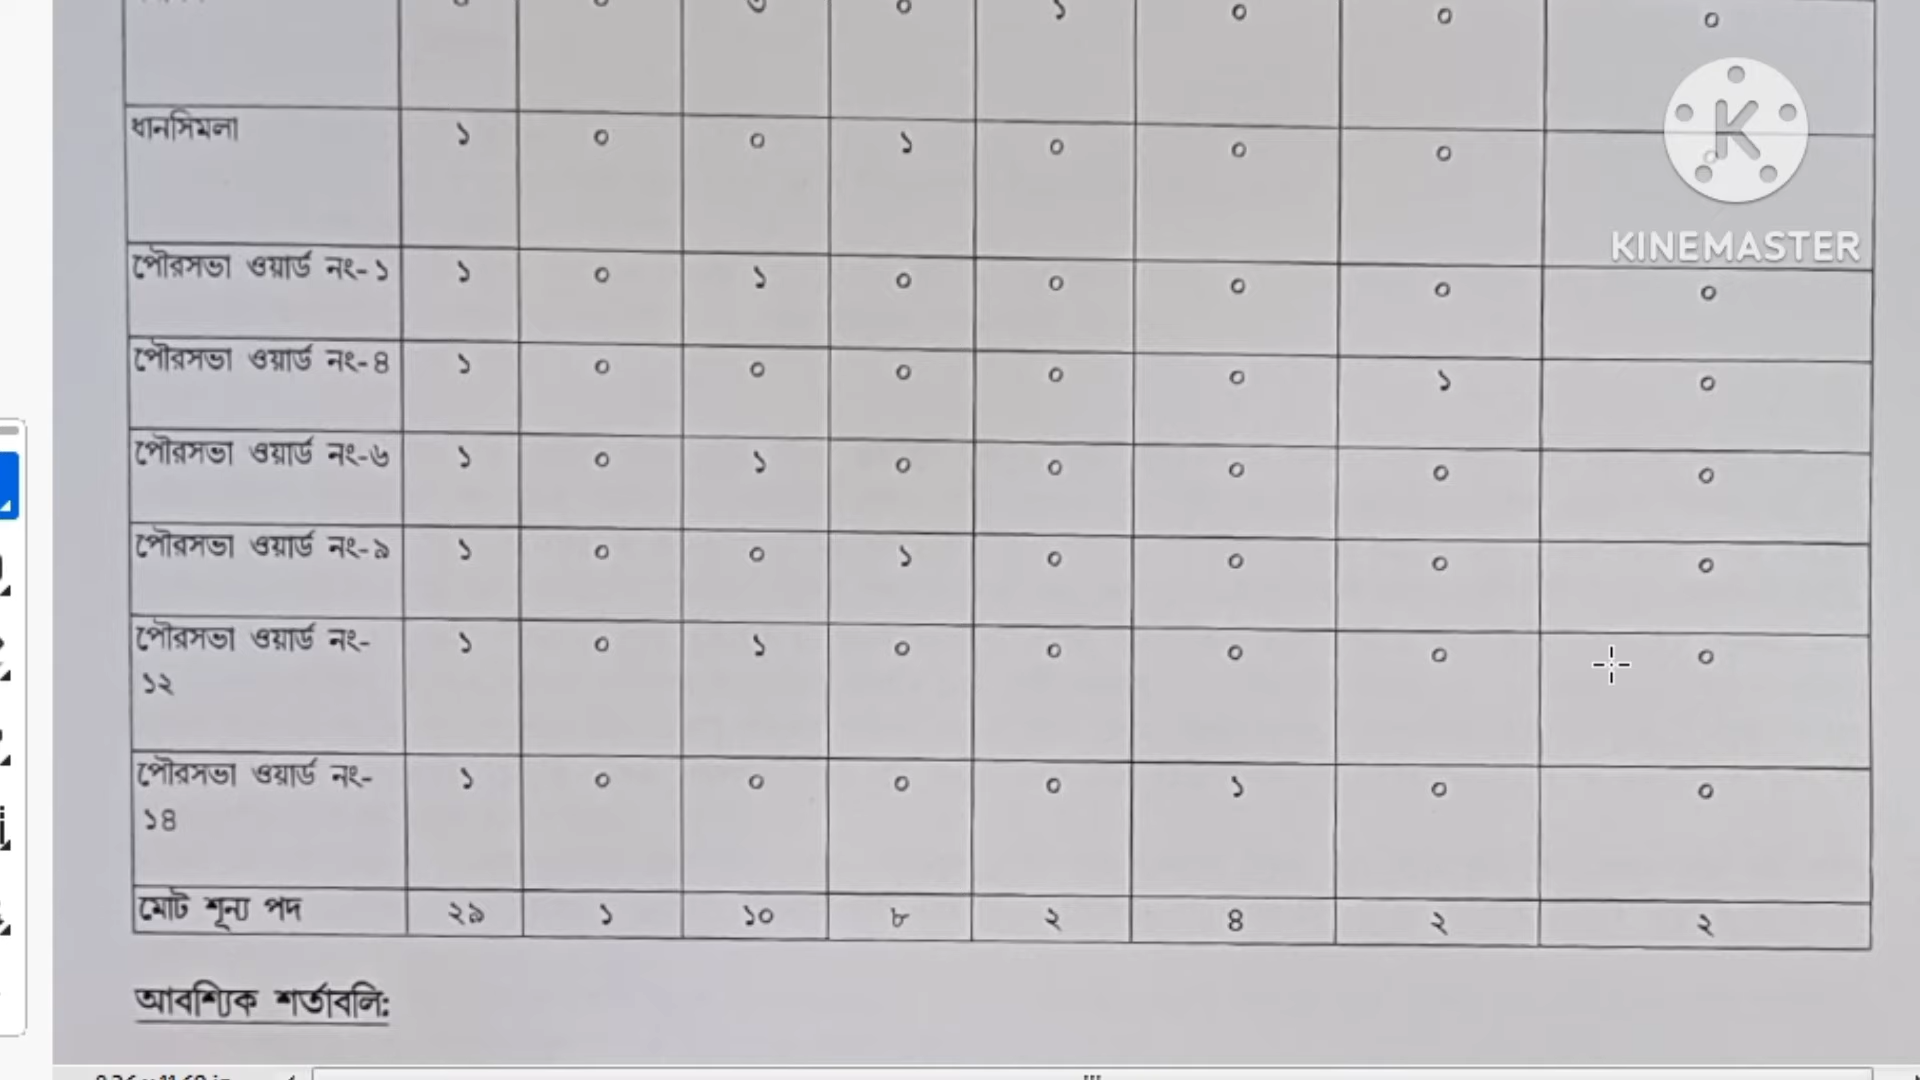 ০ ০ ০
ধানসিমলা ১ ০ ০ ১ ০ ০ ০ ০
KINEMASTER
পৌরসভা ওয়ার্ড নং-১ ১ ০ ১ ০ ০ ০ ০ ০
পৌরসভা ওয়ার্ড নং-৪ ১ ০ ০ ০ ০ ০ ১ ০
পৌরসভা ওয়ার্ড নং-৬ ১ ০ ১ ০ ০ ০ ০ ০
পৌরসভা ওয়ার্ড নং-৯ ১ ০ ০ ১ ০ ০ ০ ০
পৌরসভা ওয়ার্ড নং- ১ ০ ১ ০ ০ ০ ০ ০
১২
পৌরসভা ওয়ার্ড নং- ১ ০ ০ ০ ০ ১ ০ ০
১৪
মোট শূন্য পদ ২৯ ১ ১০ ৮ ২ ৪ ২ ২
আবশ্যিক শর্তাবলি: